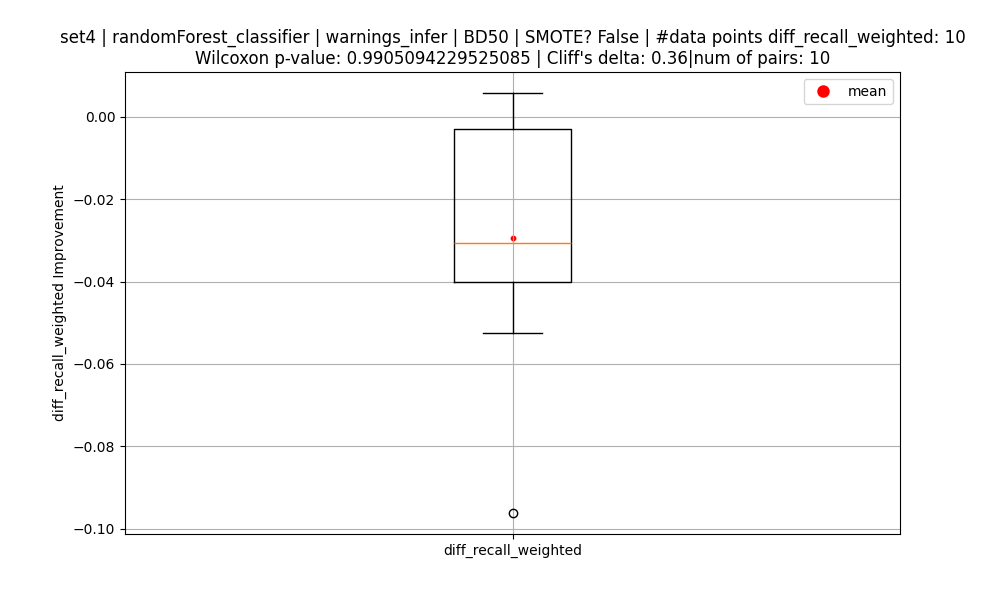 set4 | randomForest_classifier | warnings_infer | BD50 | SMOTE? False | #data points diff_recall_weighted: 10
Wilcoxon p-value: 0.9905094229525085 | Cliff's delta: 0.36|num of pairs: 10
mean
0.00
−0.02
−0.04
−0.06
−0.08
−0.10
diff_recall_weighted Improvement
diff_recall_weighted